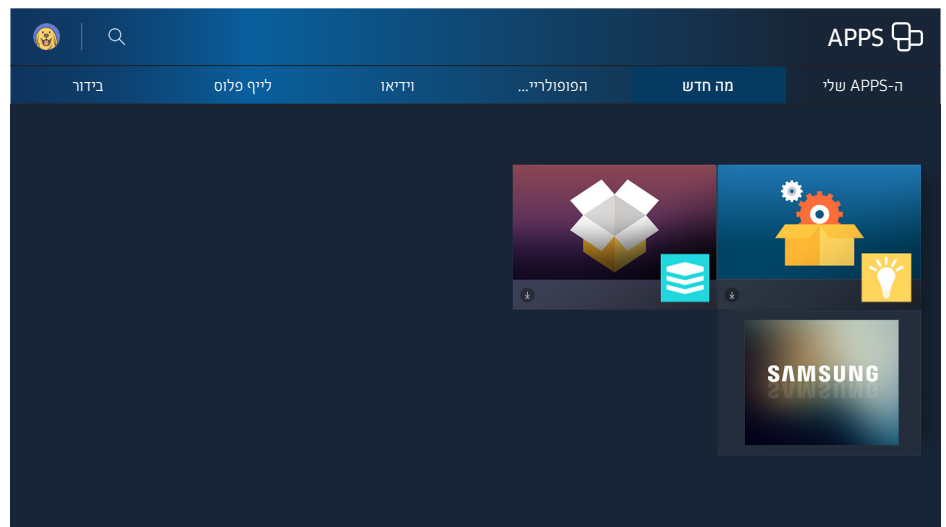 APPS
ה-APPS שלי
מה חדש
הפופולריי...
וידיאו
לייף פלוס
בידור
SAMSUNG